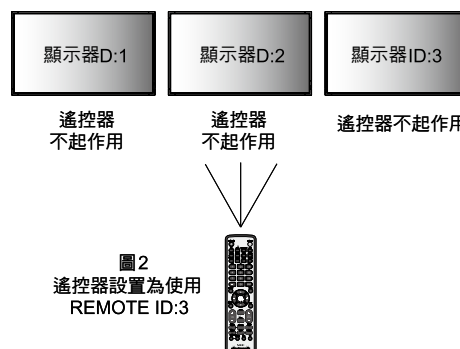 顯示器D:1
顯示器D:2
顯示器ID:3
遙控器
不起作用
遙控器
不起作用
遙控器不起作用
圖2
遙控器設置為使用
REMOTE ID:3